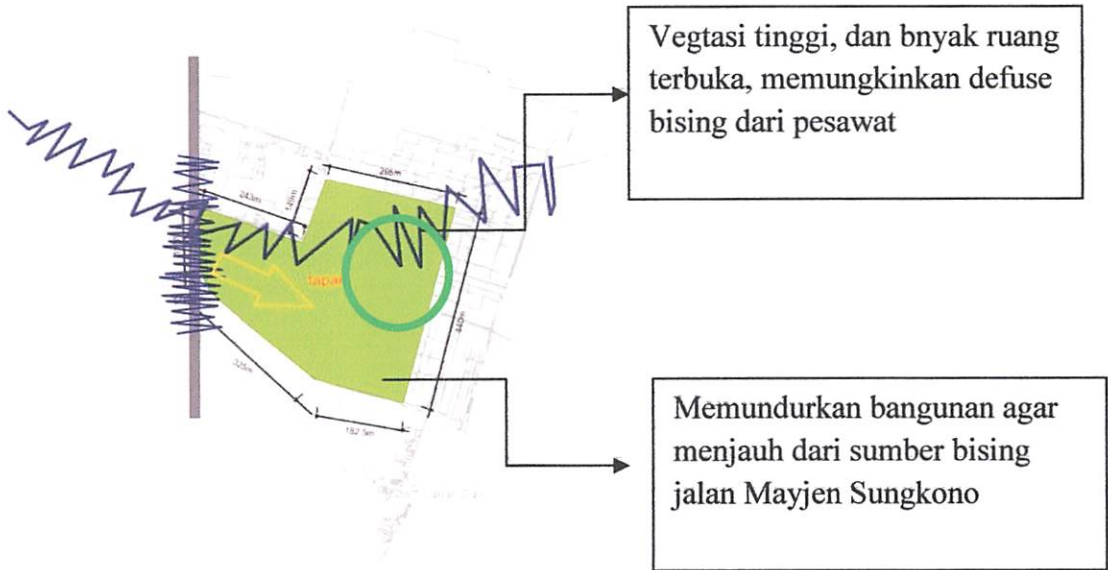 Vegtasi tinggi, dan bnyak ruang
terbuka, memungkinkan defuse
bising dari pesawat
266m
149m
243m
tapak
440m
325m
182.5m
Memundurkan bangunan agar
menjauh dari sumber bising
jalan Mayjen Sungkono